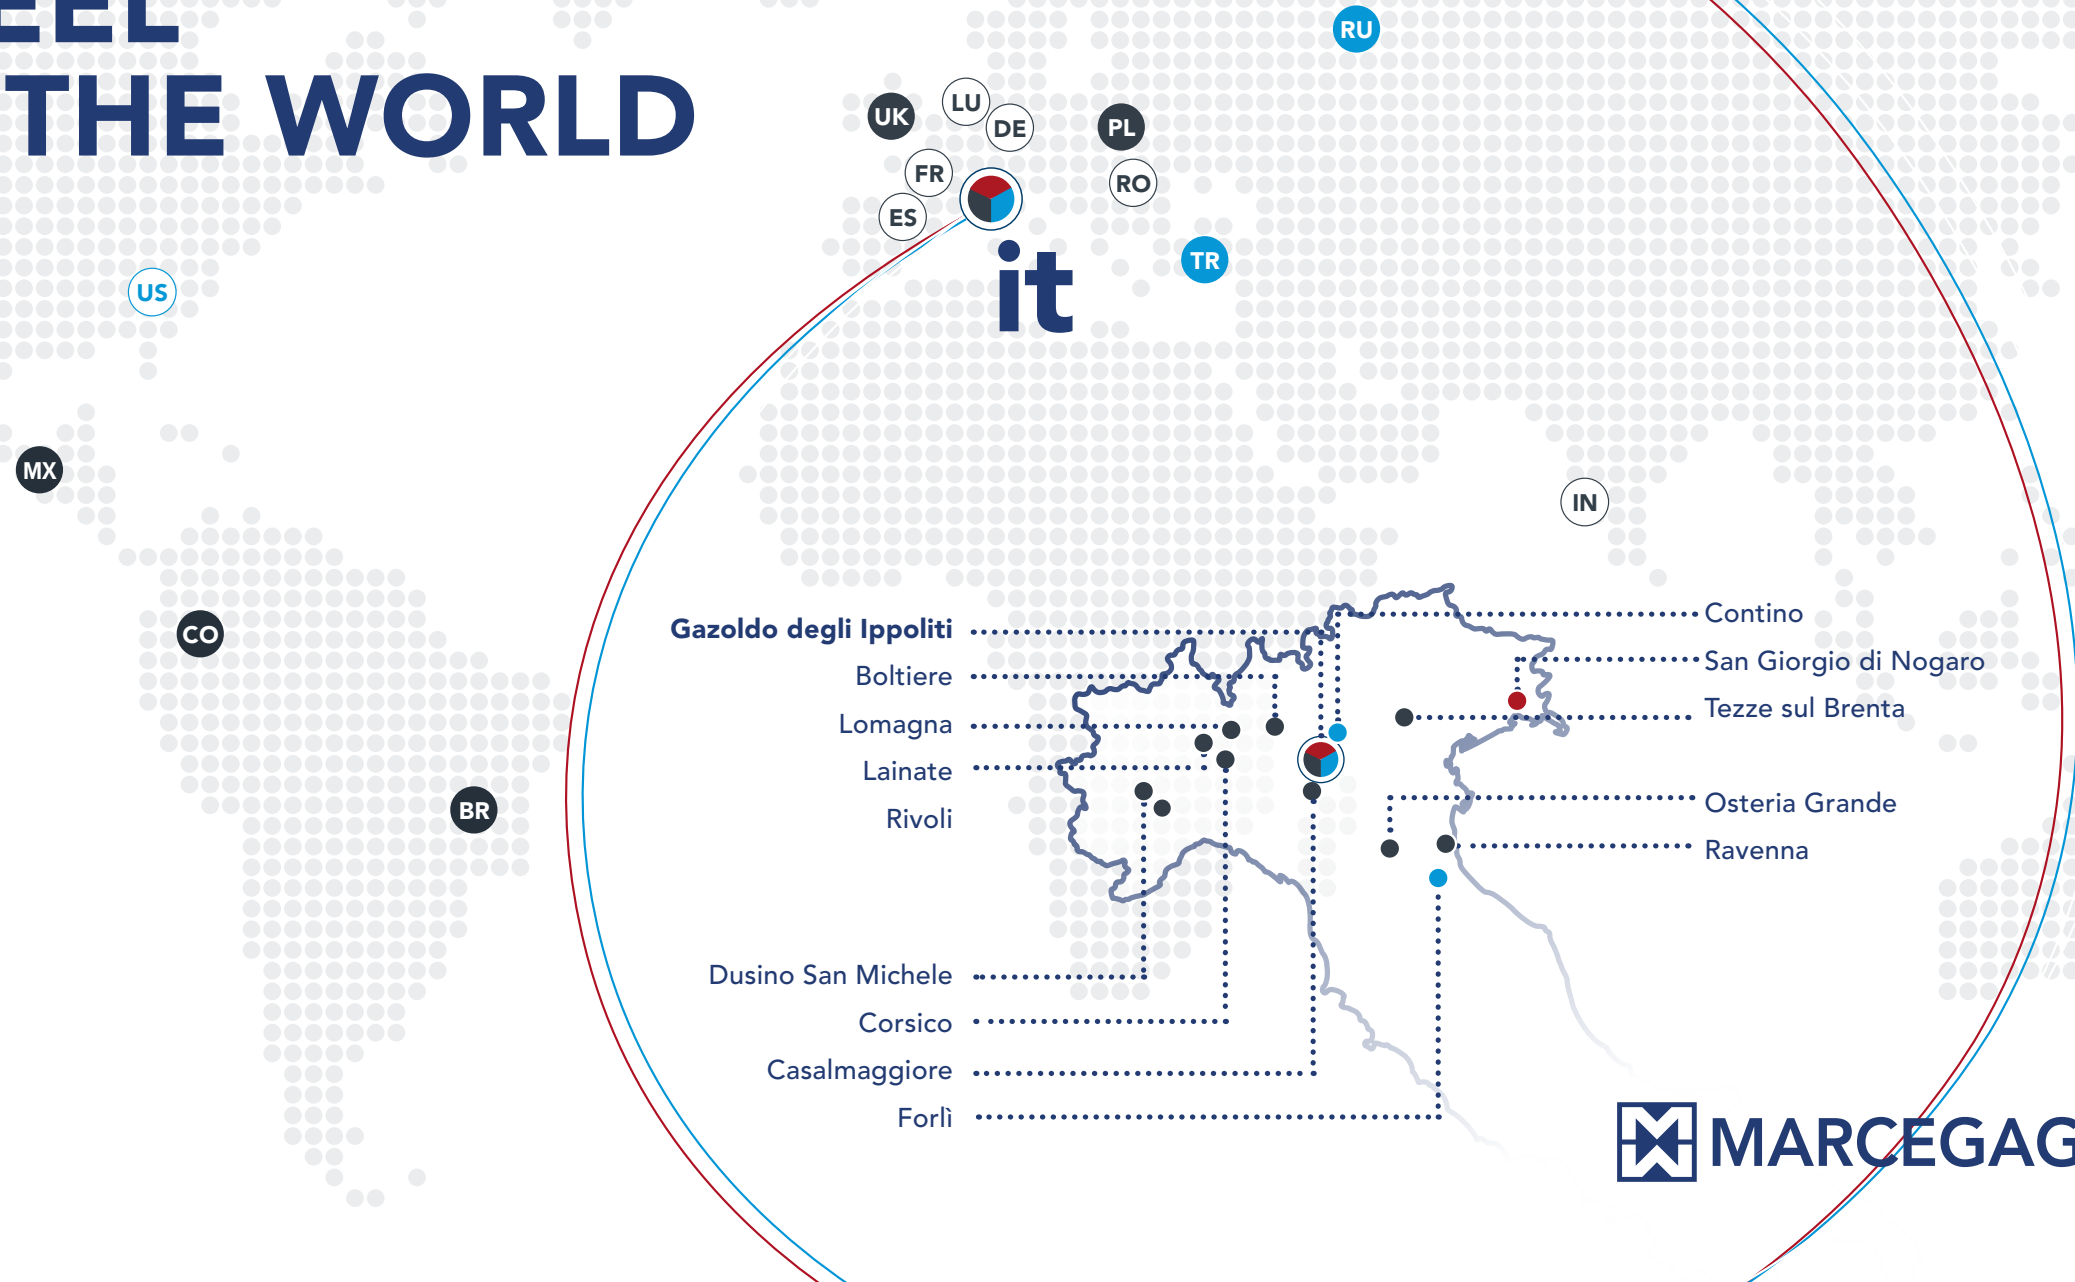 THE WORLD
RU
UK
LU
DE
PL
FR
RO
ES
it
TR
US
MX
IN
CO
BR
Gazoldo degli Ippoliti
Boltiere
Lomagna
Lainate
Rivoli
Dusino San Michele
Corsico
Casalmaggiore
Forlì
Contino
San Giorgio di Nogaro
Tezze sul Brenta
Osteria Grande
Ravenna
MARCEGAG